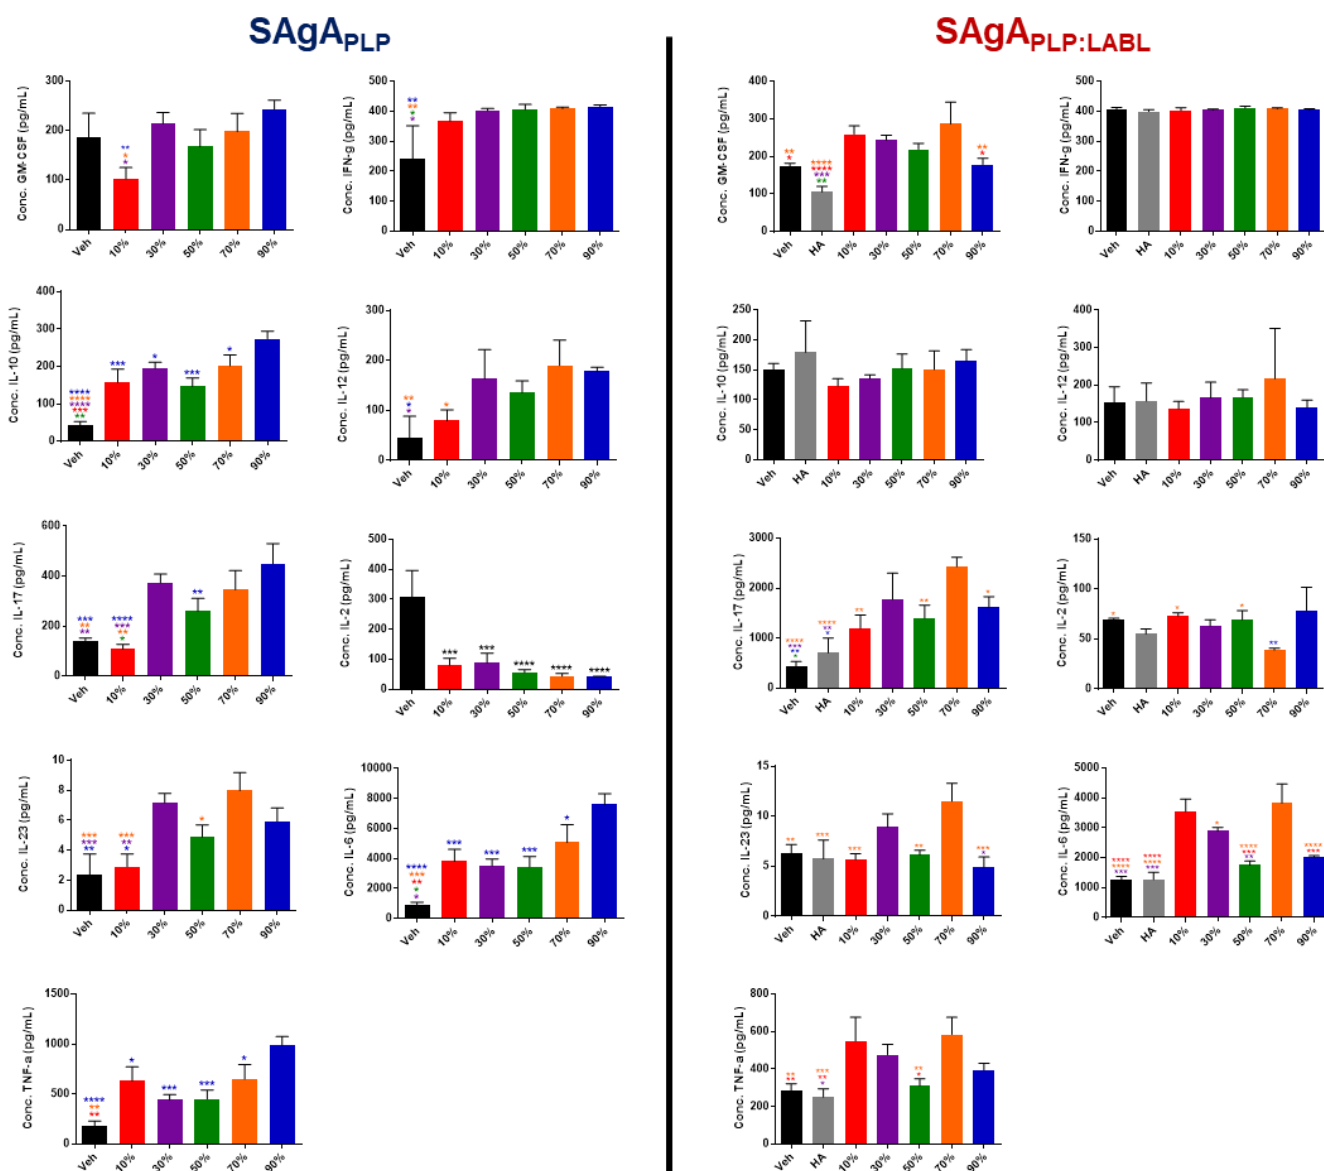 SAgAPLP
SAgAPLP:LABL
Conc. GM-CSF (pg/mL)
300
200
100
0
** * *
Veh 10% 30% 50% 70% 90%
Conc. IFN-g (pg/mL)
500
400
300
200
100
0
** ** * *
Veh 10% 30% 50% 70% 90%
Conc. IL-10 (pg/mL)
400
300
200
100
0
**** **** **** *** ** *** * *** *
Veh 10% 30% 50% 70% 90%
Conc. IL-12 (pg/mL)
300
200
100
0
** * * *
Veh 10% 30% 50% 70% 90%
Conc. IL-17 (pg/mL)
600
400
200
0
*** ** ** **** *** ** * **
Veh 10% 30% 50% 70% 90%
Conc. IL-2 (pg/mL)
500
400
300
200
100
0
*** *** **** **** ****
Veh 10% 30% 50% 70% 90%
Conc. IL-23 (pg/mL)
10
8
6
4
2
0
*** *** ** *** ** * *
Veh 10% 30% 50% 70% 90%
Conc. IL-6 (pg/mL)
10000
8000
6000
4000
2000
0
**** *** ** * * *** *** *** *
Veh 10% 30% 50% 70% 90%
Conc. TNF-a (pg/mL)
1500
1000
500
0
**** ** ** * *** *** *
Veh 10% 30% 50% 70% 90%
Conc. GM-CSF (pg/mL)
400
300
200
100
0
** * **** **** *** ** ** *
Veh HA 10% 30% 50% 70% 90%
Conc. IFN-g (pg/mL)
500
400
300
200
100
0
Veh HA 10% 30% 50% 70% 90%
Conc. IL-10 (pg/mL)
250
200
150
100
50
0
Veh HA 10% 30% 50% 70% 90%
Conc. IL-12 (pg/mL)
400
300
200
100
0
Veh HA 10% 30% 50% 70% 90%
Conc. IL-17 (pg/mL)
3000
2000
1000
0
**** *** ** * **** ** * ** ** *
Veh HA 10% 30% 50% 70% 90%
Conc. IL-2 (pg/mL)
150
100
50
0
* * * **
Veh HA 10% 30% 50% 70% 90%
Conc. IL-23 (pg/mL)
15
10
5
0
** *** *** ** *** *
Veh HA 10% 30% 50% 70% 90%
Conc. IL-6 (pg/mL)
5000
4000
3000
2000
1000
0
**** **** *** **** **** *** * **** *** ** **** ***
Veh HA 10% 30% 50% 70% 90%
Conc. TNF-a (pg/mL)
800
600
400
200
0
** ** *** ** * ** *
Veh HA 10% 30% 50% 70% 90%